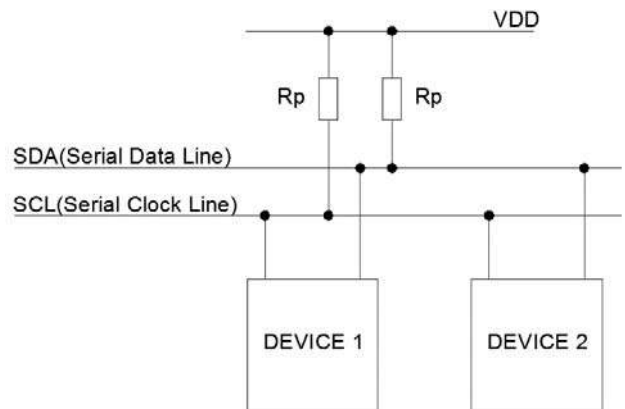 VDD
Rp
Rp
SDA(Serial Data Line)
SCL(Serial Clock Line)
DEVICE 1
DEVICE 2